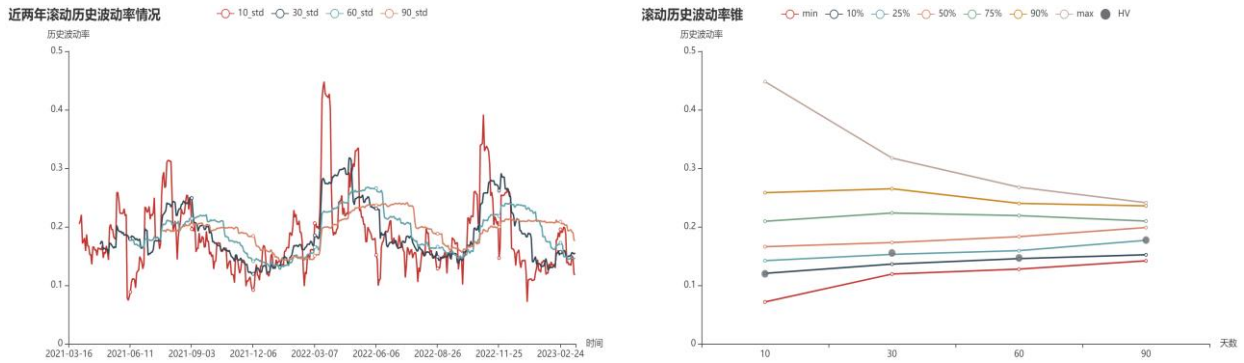 近两年滚动历史波动率情况
10_std 30_std 60_std 90_std
历史波动率
0.5
0.4
0.3
0.2
0.1
0
2021-03-16 2021-06-11 2021-09-03 2021-12-06 2022-03-07 2022-06-06 2022-08-26 2022-11-25 2023-02-24
时间
滚动历史波动率锥
min 10% 25% 50% 75% 90% max HV
历史波动率
0.5
0.4
0.3
0.2
0.1
0
10 30 60 90
天数